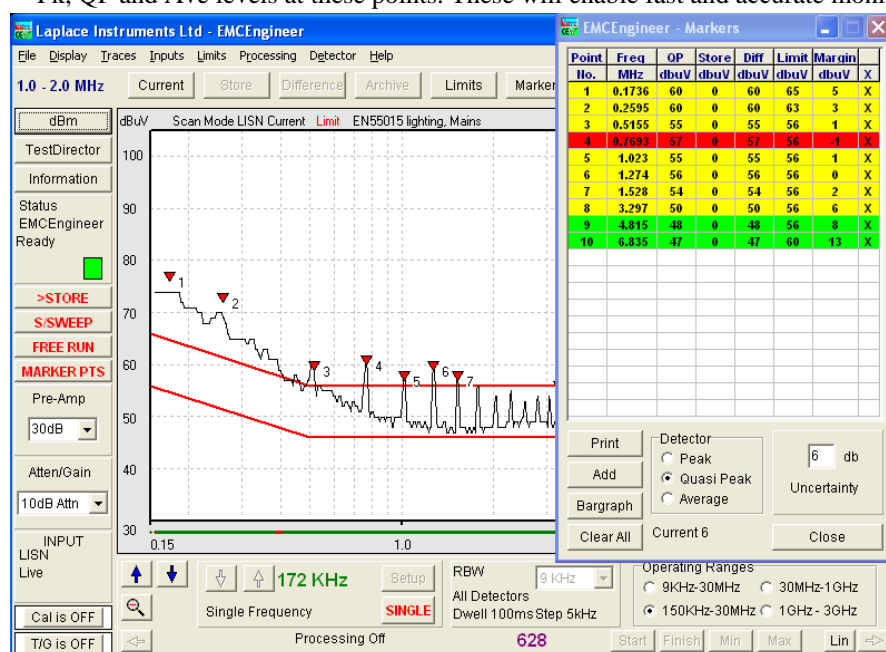 Pk, QP and Ave levels at these points. These will enable fast and accurate
Laplace Instruments Ltd - EMCEngineer
File Display Traces Inputs Limits Processing Detector Help
1.0 - 2.0 MHz Current Store Difference Archive Limits Marker
dBm
TestDirector
Information
Status
EMCEngineer
Ready
>STORE
S/SWEEP
FREE RUN
MARKER PTS
Pre-Amp
30dB
Atten/Gain
10dB Attn
INPUT
LISN
Live
Cal is OFF
T/G is OFF
dBuV Scan Mode LISN Current Limit EN55015 lighting, Mains
100
90
80
70
60
50
40
30
1
2
3
4
5
6
7
0.15 1.0
172 KHz Setup
Single Frequency SINGLE
RBW 9 KHz
All Detectors
Dwell 100ms Step 5kHz
Operating Ranges
9KHz-30MHz 30MHz-1GHz
150KHz-30MHz 1GHz - 3GHz
Processing Off 628 Start Finish Min Max Lin
EMCEngineer - Markers
Point Freq QP Store Diff Limit Margin
No. MHz dbuV dbuV dbuV dbuV dbuV X
1 0.1736 60 0 60 65 5 X
2 0.2595 60 0 60 63 3 X
3 0.5155 55 0 55 56 1 X
4 0.7693 57 0 57 56 -1 X
5 1.023 55 0 55 56 1 X
6 1.274 56 0 56 56 0 X
7 1.528 54 0 54 56 2 X
8 3.297 50 0 50 56 6 X
9 4.815 48 0 48 56 8 X
10 6.835 47 0 47 60 13 X
Print
Add
Bargraph
Clear All
Detector
Peak
Quasi Peak
Average
Current 6
6 db
Uncertainty
Close